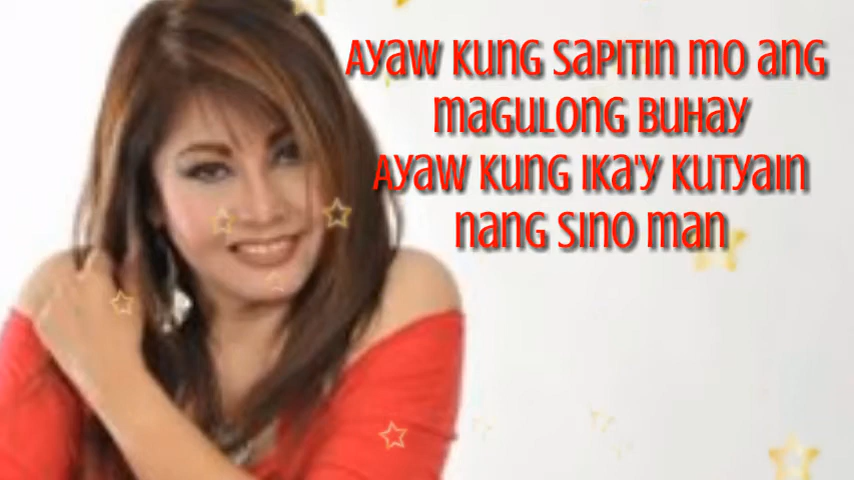 Ayaw kung sapitin mo ang
magulong buhay
Ayaw kung ika'y kutyain
nang sino man